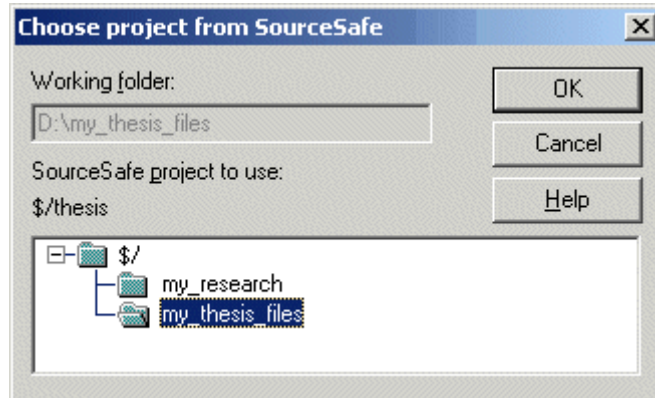 Choose project from SourceSafe
Working folder:
OK
D:\my_thesis_files
Cancel
SourceSafe project to use:
$/thesis
Help
$/
my_research
my_thesis_files